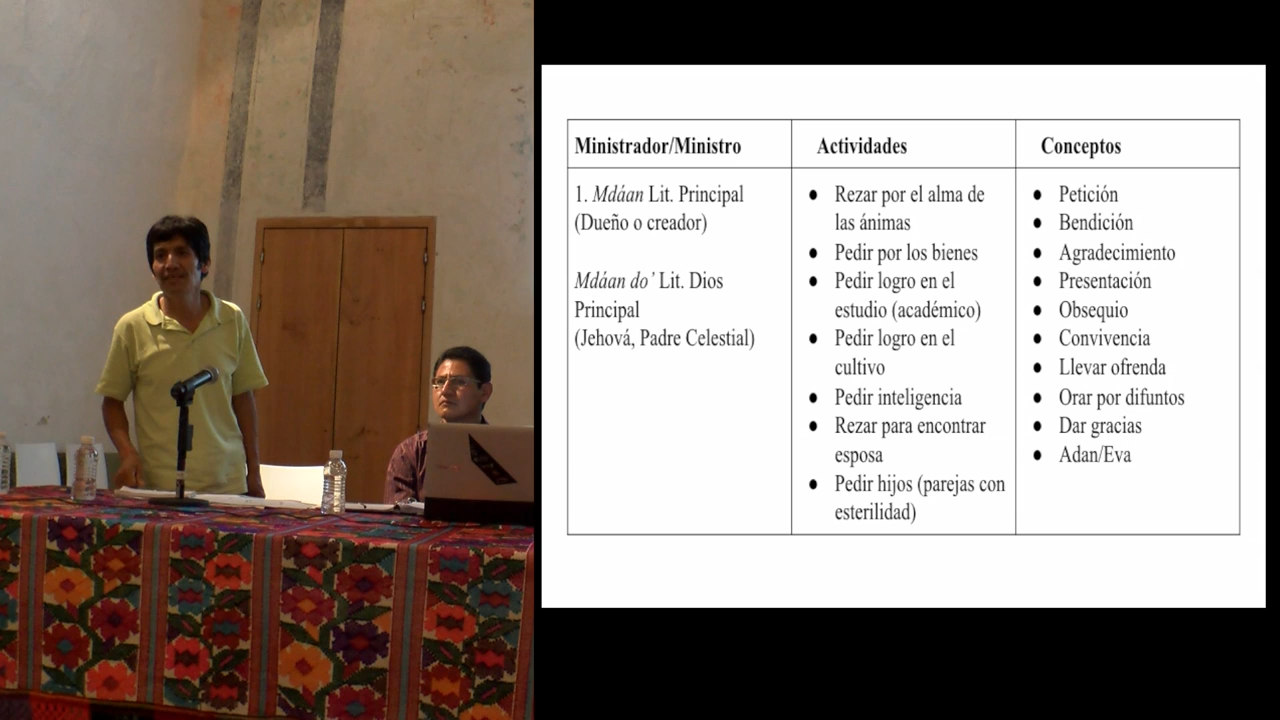 Ministrador/Ministro
Actividades
Conceptos
1. Mdáan Lit. Principal
(Dueño o creador)
Mdáan do’ Lit. Dios
Principal
(Jehová, Padre Celestial)
● Rezar por el alma de
las ánimas
● Pedir por los bienes
● Pedir logro en el
estudio (académico)
● Pedir logro en el
cultivo
● Pedir inteligencia
● Rezar para encontrar
esposa
● Pedir hijos (parejas con
esterilidad)
● Petición
● Bendición
● Agradecimiento
● Presentación
● Obsequio
● Convivencia
● Llevar ofrenda
● Orar por difuntos
● Dar gracias
● Adan/Eva